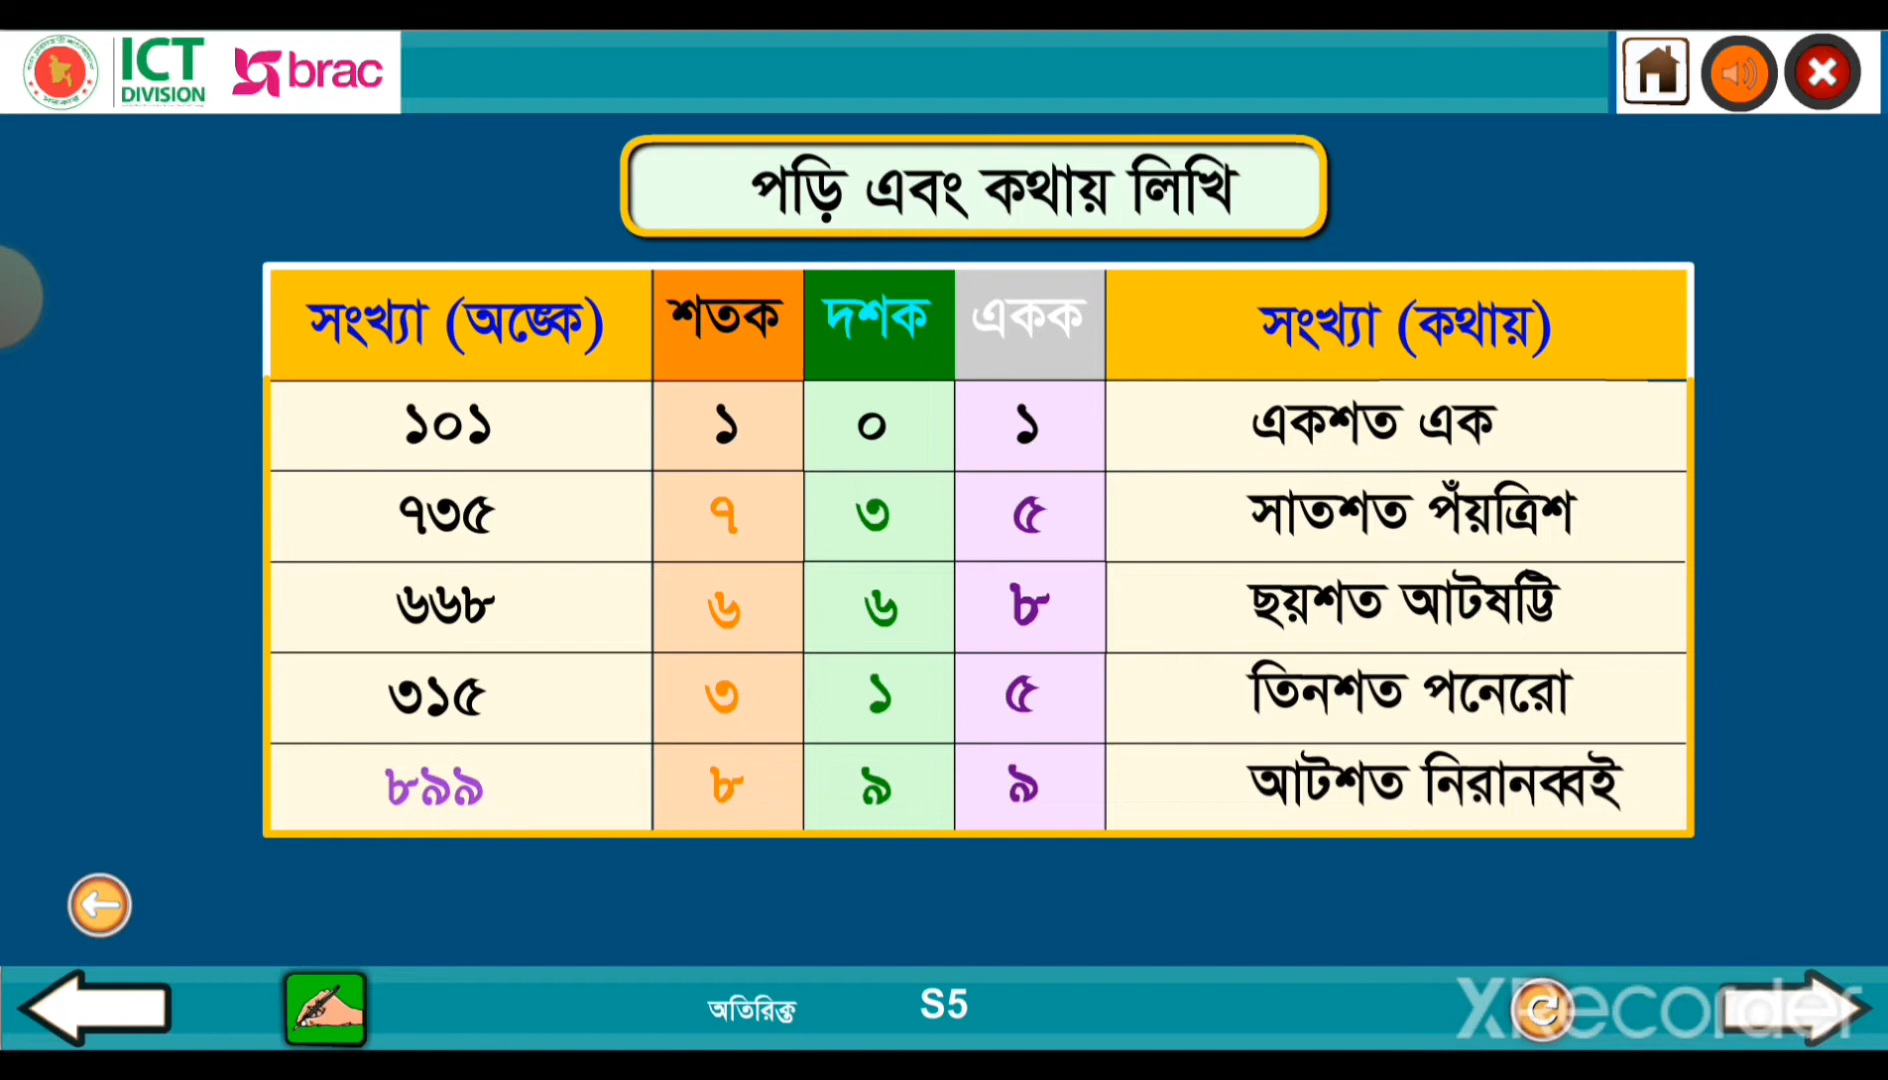 ICT
DIVISION
brac
পড়ি এবং কথায় লিখি
সংখ্যা (অঙ্কে) শতক দশক একক সংখ্যা (কথায়)
১০১ ১ ০ ১ একশত এক
৭৩৫ ৭ ৩ ৫ সাতশত পঁয়ত্রিশ
৬৬৮ ৬ ৬ ৮ ছয়শত আটষট্টি
৩১৫ ৩ ১ ৫ তিনশত পনেরো
৮৯৯ ৮ ৯ ৯ আটশত নিরানব্বই
অতিরিক্ত S5
XRecorder